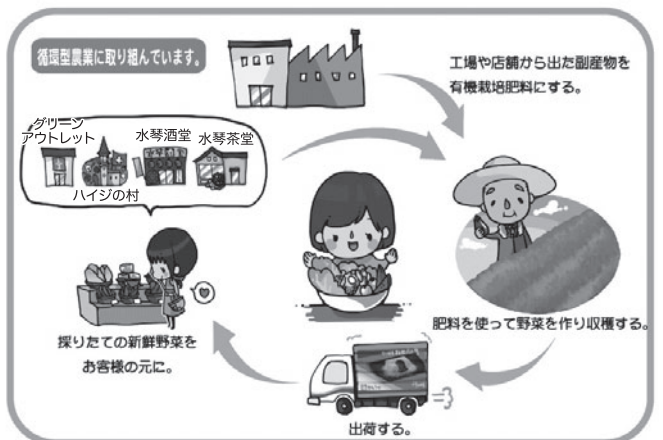 循環型農業に取り組んでいます。
工場や店舗から出た副産物を
有機栽培肥料にする。
グリーン
アウトレット
水琴酒堂
水琴茶堂
ハイジの村
肥料を使って野菜を作り収穫する。
採りたての新鮮野菜を
お客様の元に。
出荷する。